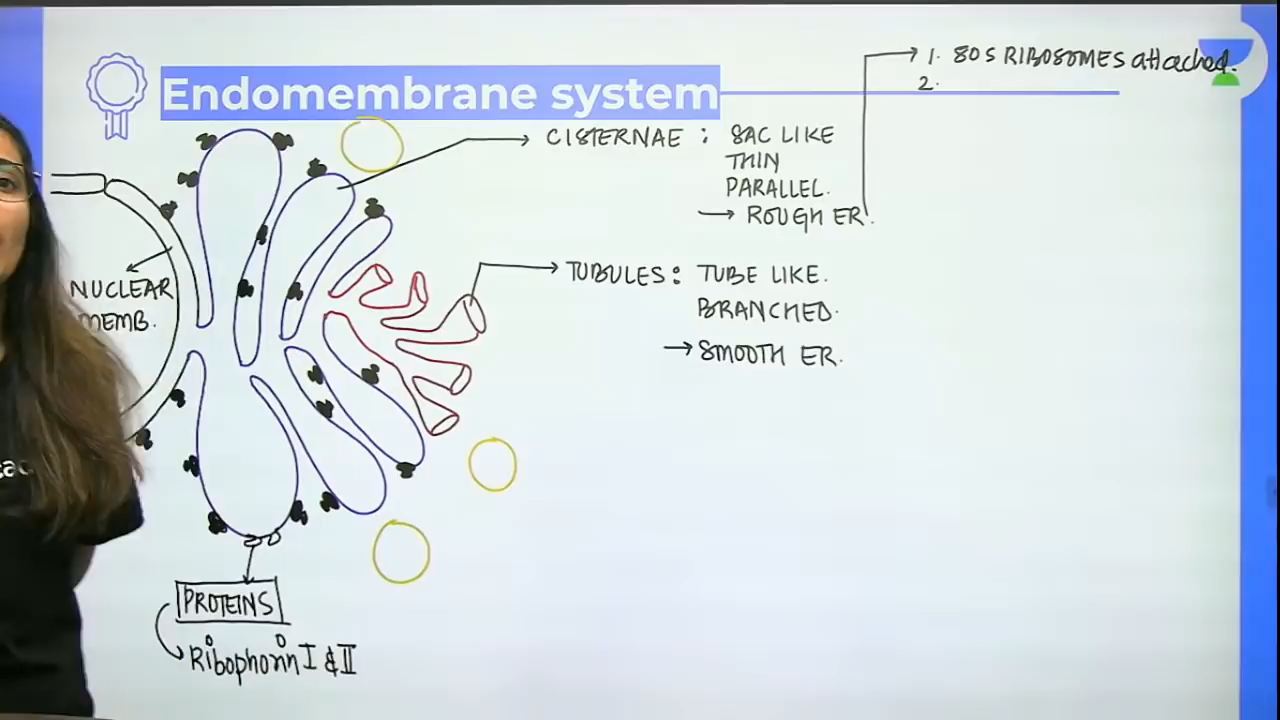 Endomembrane system
1. 80S RIBOSOMES attached.
2.
CISTERNAE : SAC LIKE
THIN
PARALLEL.
→ ROUGH ER.
TUBULES : TUBE LIKE.
BRANCHED.
→ SMOOTH ER.
NUCLEAR
MEMB.
PROTEINS
Ribophorin I & II